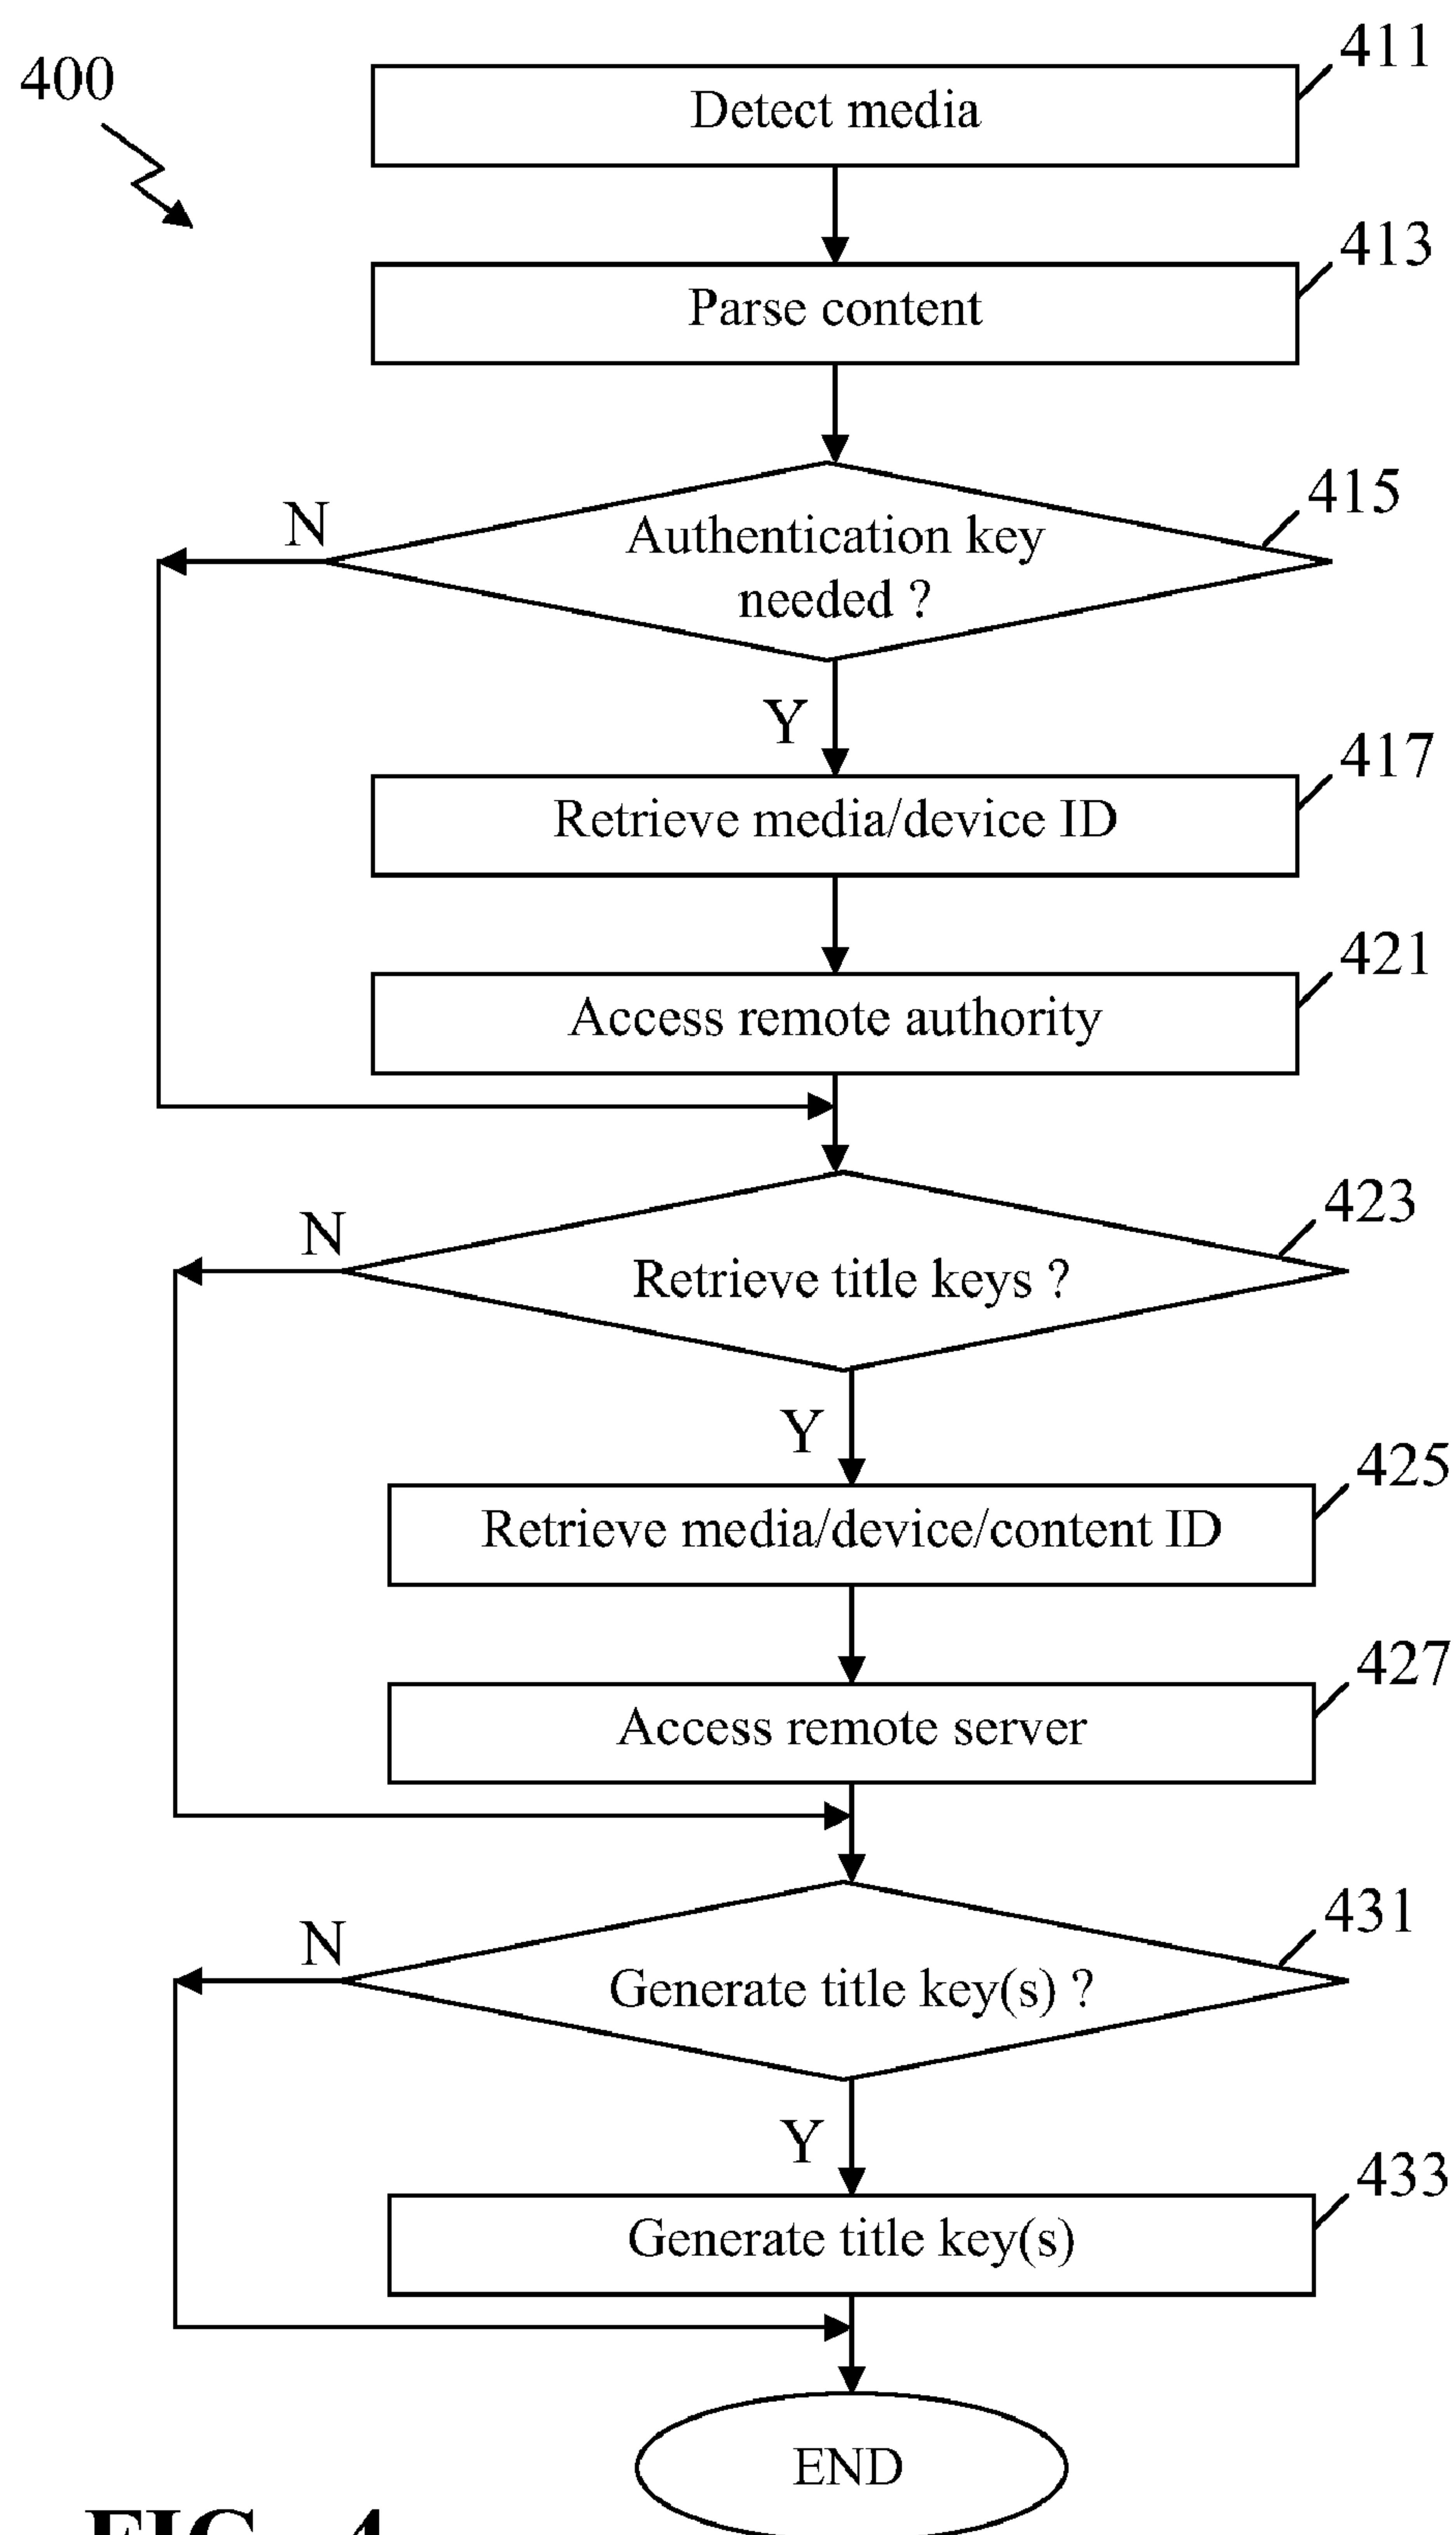 400
411
Detect media
413
Parse content
415
Authentication key
needed ?
N
Y
417
Retrieve media/device ID
421
Access remote authority
423
Retrieve title keys ?
N
Y
425
Retrieve media/device/content ID
427
Access remote server
431
Generate title key(s) ?
N
Y
433
Generate title key(s)
END
FIG. 4